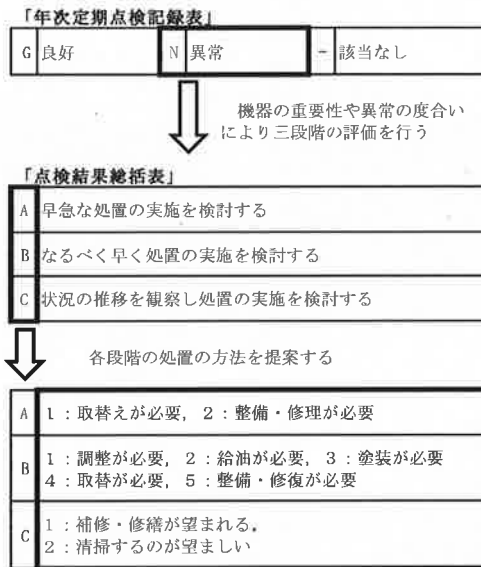 「年次定期点検記録表」
G 良好 N 異常 － 該当なし
機器の重要性や異常の度合い
により三段階の評価を行う
「点検結果総括表」
A 早急な処置の実施を検討する
B なるべく早く処置の実施を検討する
C 状況の推移を観察し処置の実施を検討する
各段階の処置の方法を提案する
A 1：取替えが必要，2：整備・修理が必要
B 1：調整が必要，2：給油が必要，3：塗装が必要
4：取替が必要，5：整備・修復が必要
C 1：補修・修繕が望まれる．
2：清掃するのが望ましい